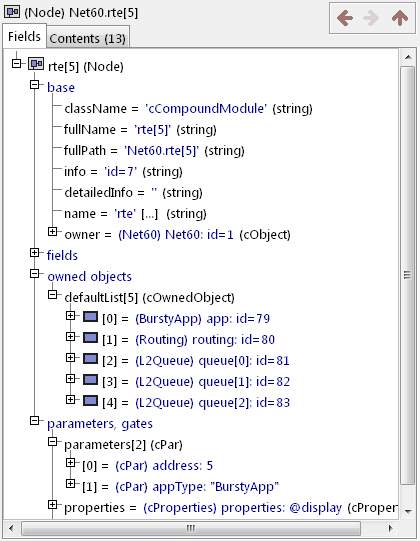 (Node) Net60.rte[5]
Fields Contents (13)
rte[5] (Node)
base
className = 'cCompoundModule' (string)
fullName = 'rte[5]' (string)
fullPath = 'Net60.rte[5]' (string)
info = 'id=7' (string)
detailedInfo = '' (string)
name = 'rte' [...] (string)
owner = (Net60) Net60: id=1 (cObject)
fields
owned objects
defaultList[5] (cOwnedObject)
[0] = (BurstyApp) app: id=79
[1] = (Routing) routing: id=80
[2] = (L2Queue) queue[0]: id=81
[3] = (L2Queue) queue[1]: id=82
[4] = (L2Queue) queue[2]: id=83
parameters, gates
parameters[2] (cPar)
[0] = (cPar) address: 5
[1] = (cPar) appType: "BurstyApp"
properties = (cProperties) properties: @display (cProper